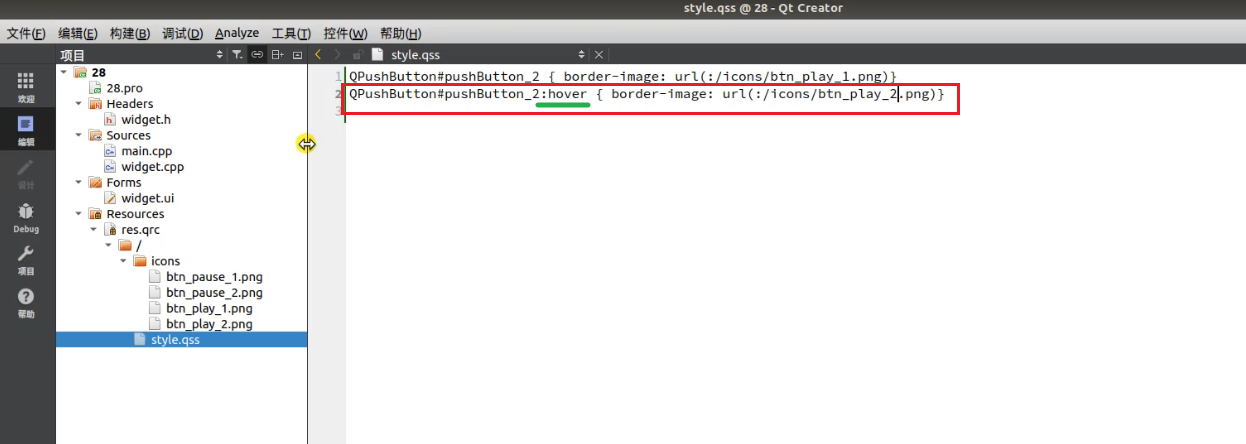 style.qss @ 28 - Qt Creator
文件(F) 编辑(E) 构建(B) 调试(D) Analyze 工具(T) 控件(W) 帮助(H)
项目
style.qss
欢迎
编辑
设计
Debug
项目
帮助
28
28.pro
Headers
widget.h
Sources
main.cpp
widget.cpp
Forms
widget.ui
Resources
res.qrc
/
icons
btn_pause_1.png
btn_pause_2.png
btn_play_1.png
btn_play_2.png
style.qss
1 QPushButton#pushButton_2 { border-image: url(:/icons/btn_play_1.png)}
2 QPushButton#pushButton_2:hover { border-image: url(:/icons/btn_play_2.png)}
3